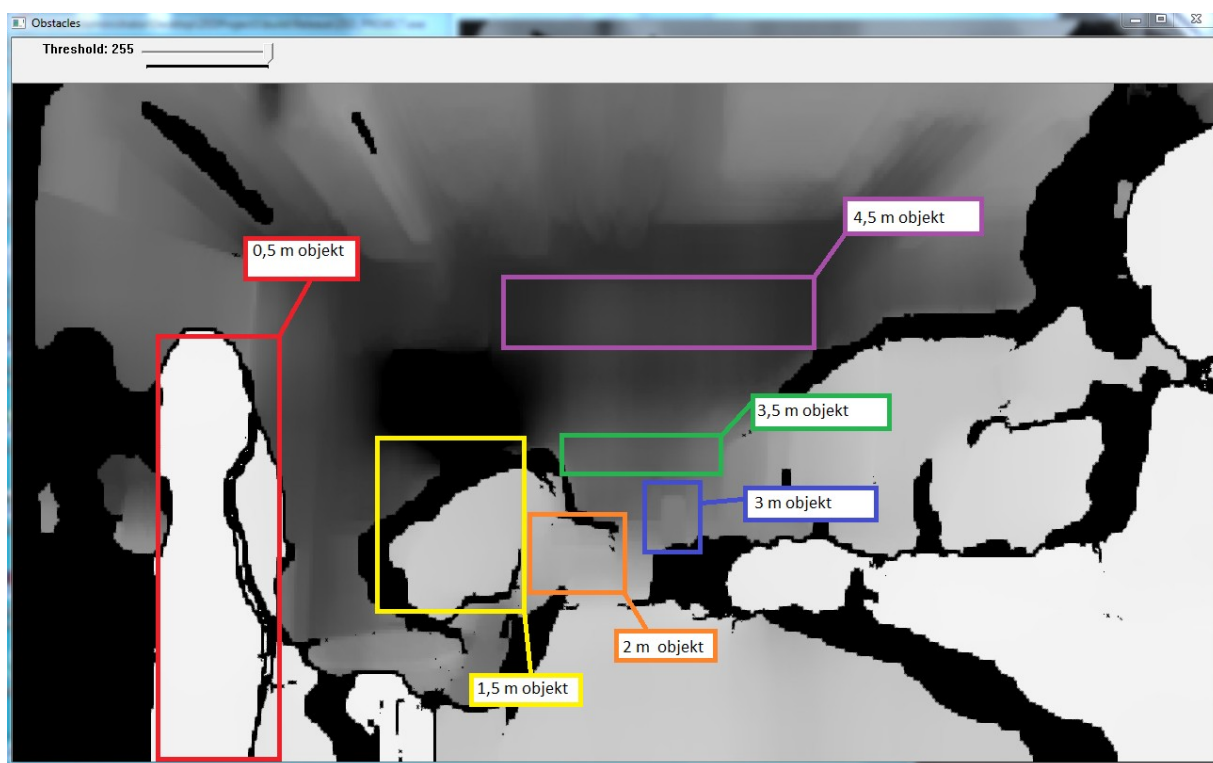 Obstacles
Threshold: 255
4,5 m objekt
0,5 m objekt
3,5 m objekt
3 m objekt
2 m  objekt
1,5 m objekt